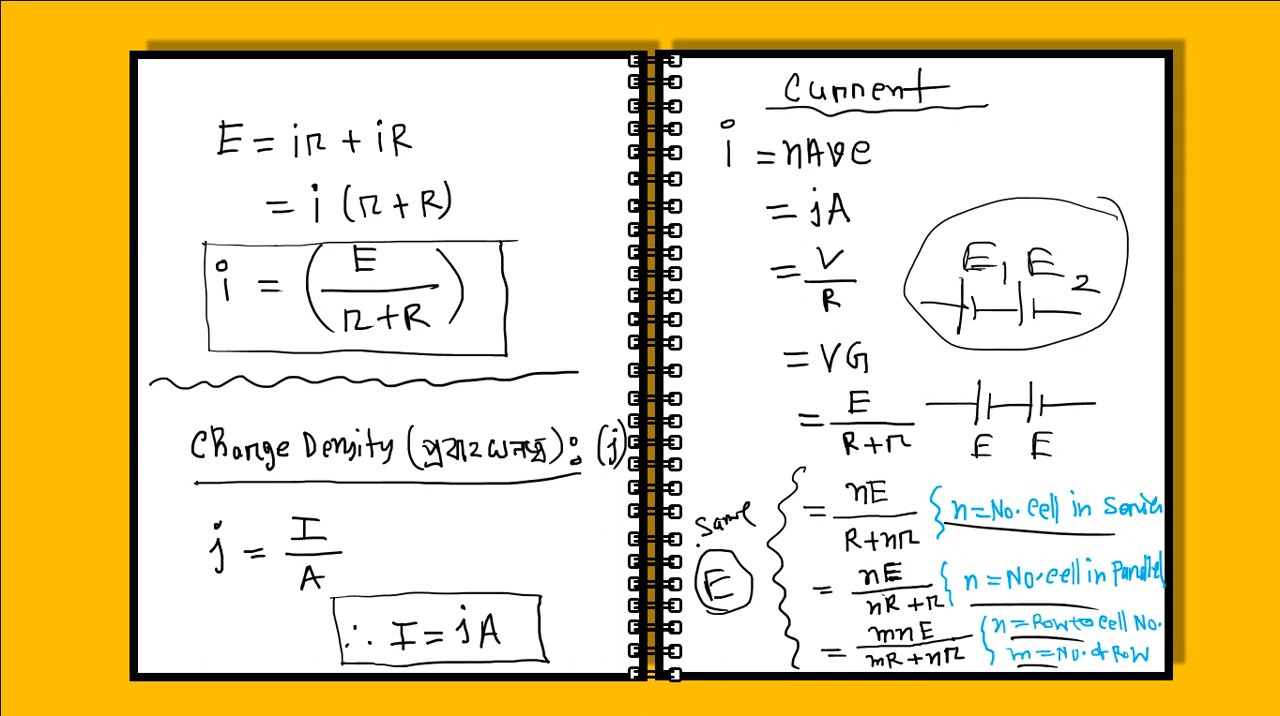 E = ir + iR
= i (r + R)
i = (E/(r + R))
Charge Density (প্রবাহ ঘনত্ব) : (j)
j = I/A
∴ I = jA
Current
i = nAve
= jA
= V/R
= VG
= E/(R+r)
= nE/(R+nr) { n = No. cell in Series
= nE/(nR+r) { n = No. cell in Parallel
= mnE/(mR+nr) { n = Row to cell No.
m = No. of Row
E1 E2
E E
Same
E